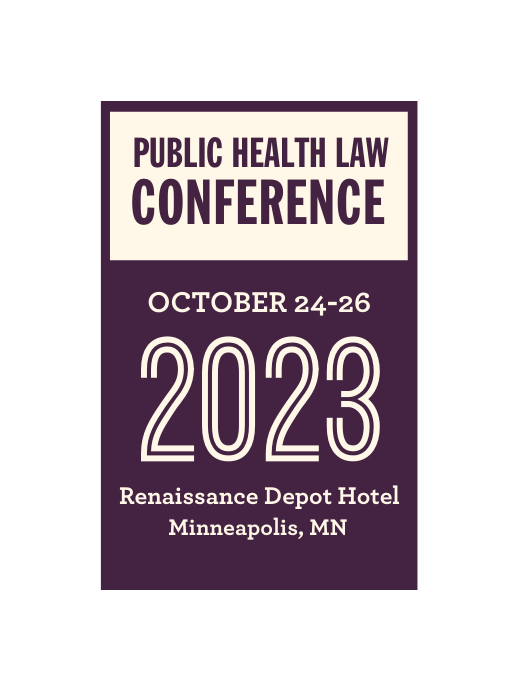 PUBLIC HEALTH LAW
CONFERENCE
OCTOBER 24-26
2023
Renaissance Depot Hotel
Minneapolis, MN